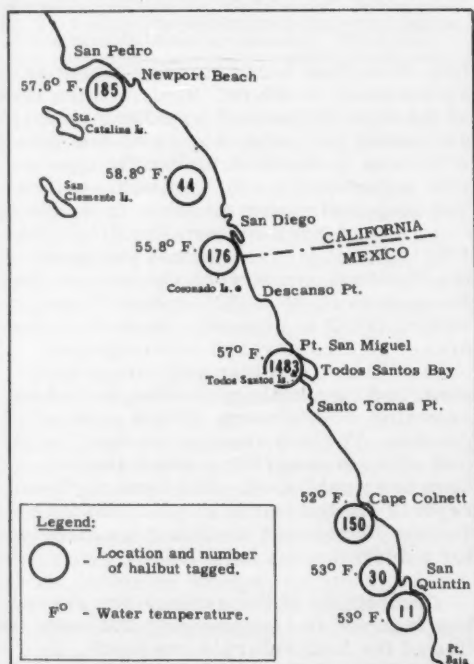 San Pedro
Newport Beach
57.6° F.
185
Sta.
Catalina Is.
58.8° F.
44
San
Clemente Is.
San Diego
CALIFORNIA
MEXICO
55.8° F.
176
Coronado Is.
Descanso Pt.
Pt. San Miguel
57° F.
1483
Todos Santos Bay
Todos Santos Is.
Santo Tomas Pt.
52° F.
Cape Colnett
150
Legend:
- Location and number
of halibut tagged.
F° - Water temperature.
53° F.
30
San
Quintin
11
53° F.
Pt.
Baja